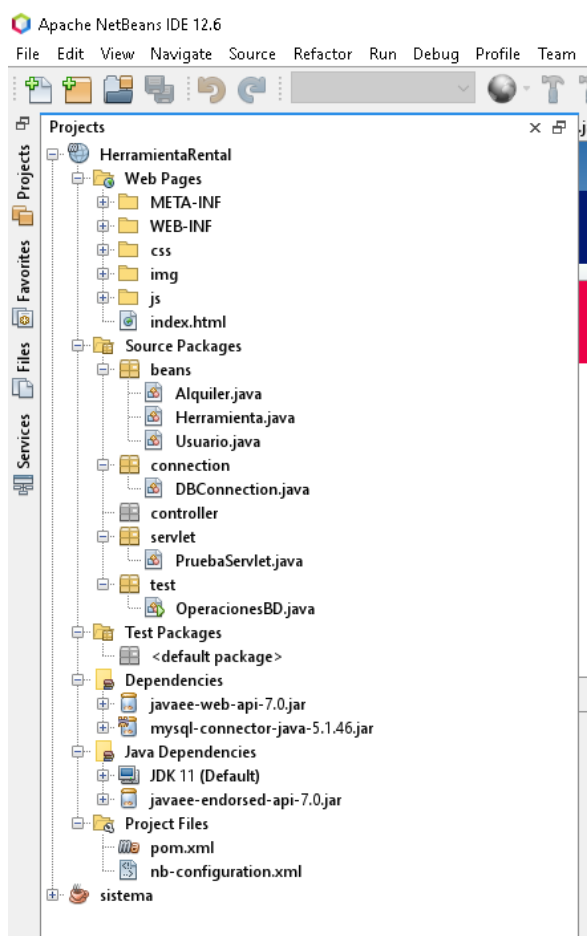 Apache NetBeans IDE 12.6
File Edit View Navigate Source Refactor Run Debug Profile Team
Projects
Favorites
Files
Services
Projects
HerramientaRental
Web Pages
META-INF
WEB-INF
css
img
js
index.html
Source Packages
beans
Alquiler.java
Herramienta.java
Usuario.java
connection
DBConnection.java
controller
servlet
PruebaServlet.java
test
OperacionesBD.java
Test Packages
<default package>
Dependencies
javaee-web-api-7.0.jar
mysql-connector-java-5.1.46.jar
Java Dependencies
JDK 11 (Default)
javaee-endorsed-api-7.0.jar
Project Files
pom.xml
nb-configuration.xml
sistema